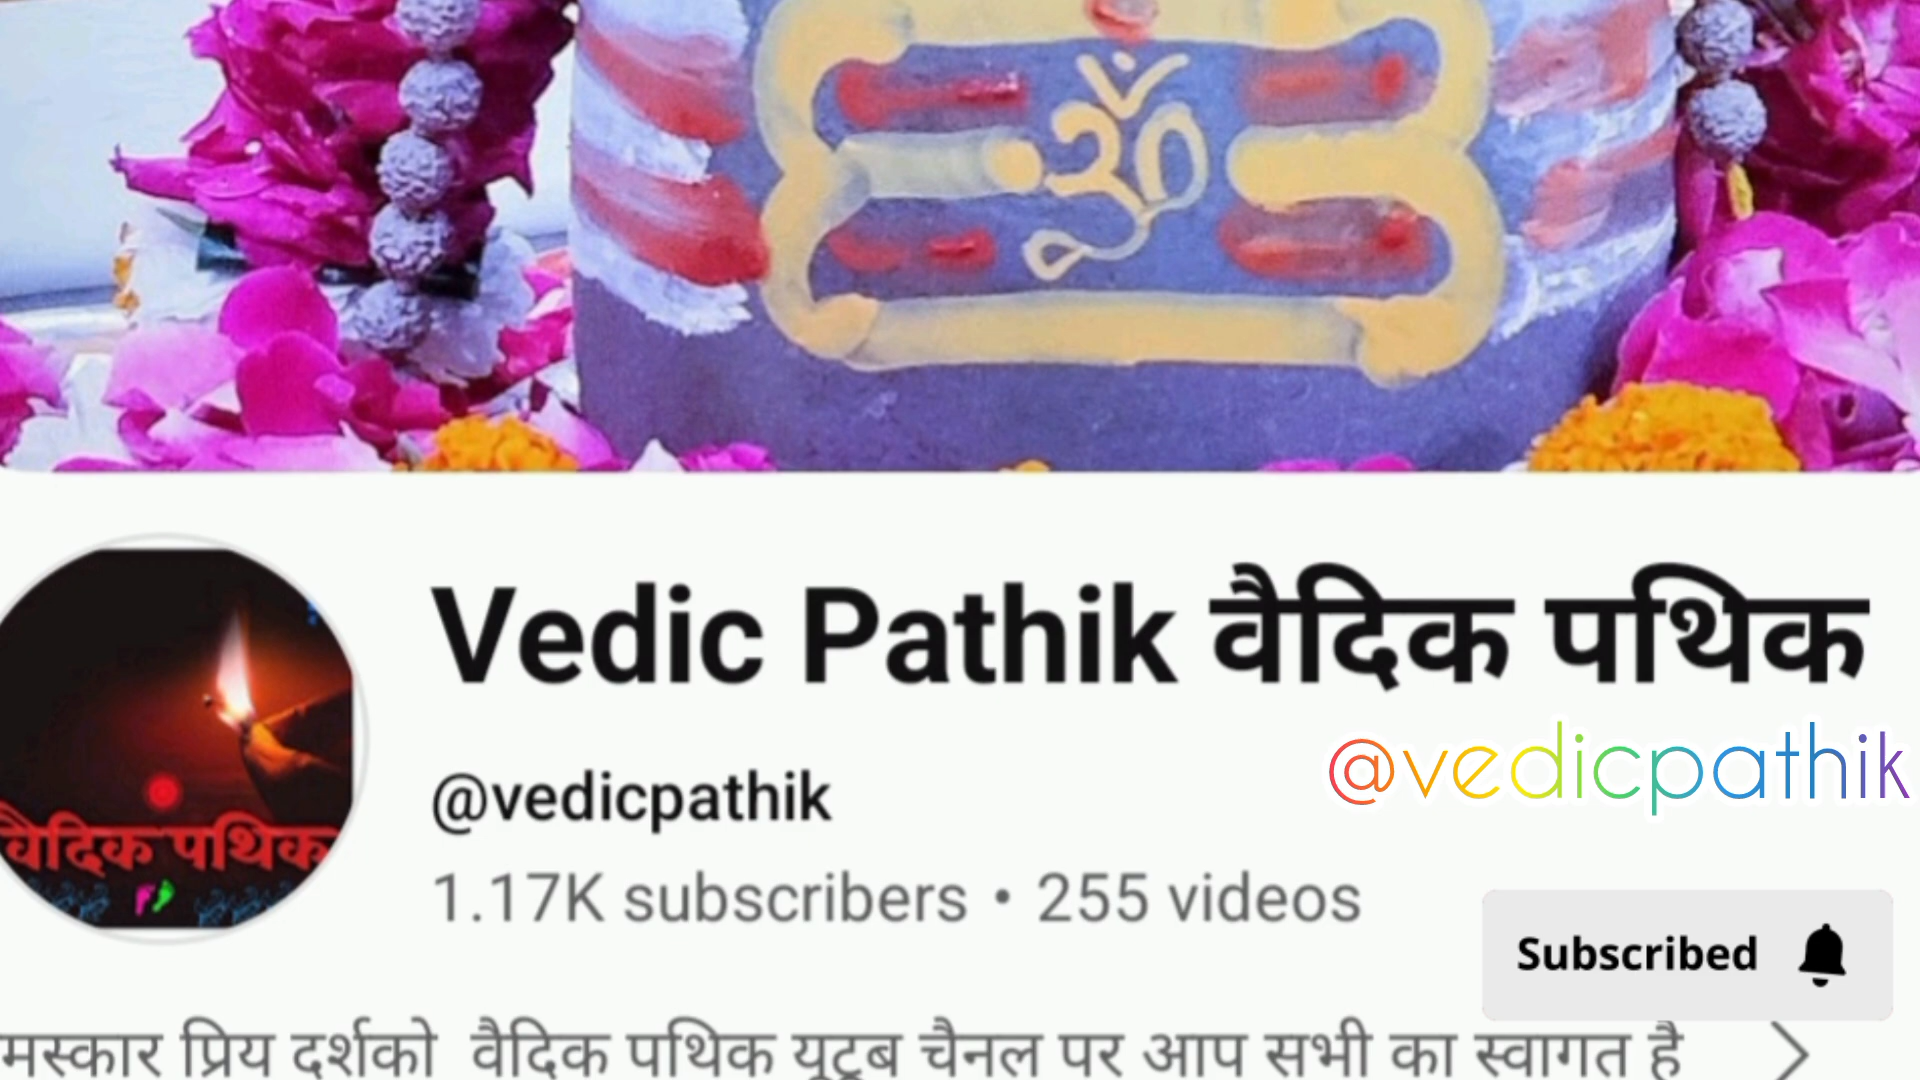 ॐ
Vedic Pathik वैदिक पथिक
@vedicpathik
@vedicpathik
1.17K subscribers • 255 videos
Subscribed
वैदिक पथिक
मस्कार प्रिय दर्शको वैदिक पथिक यूटूब चैनल पर आप सभी का स्वागत है